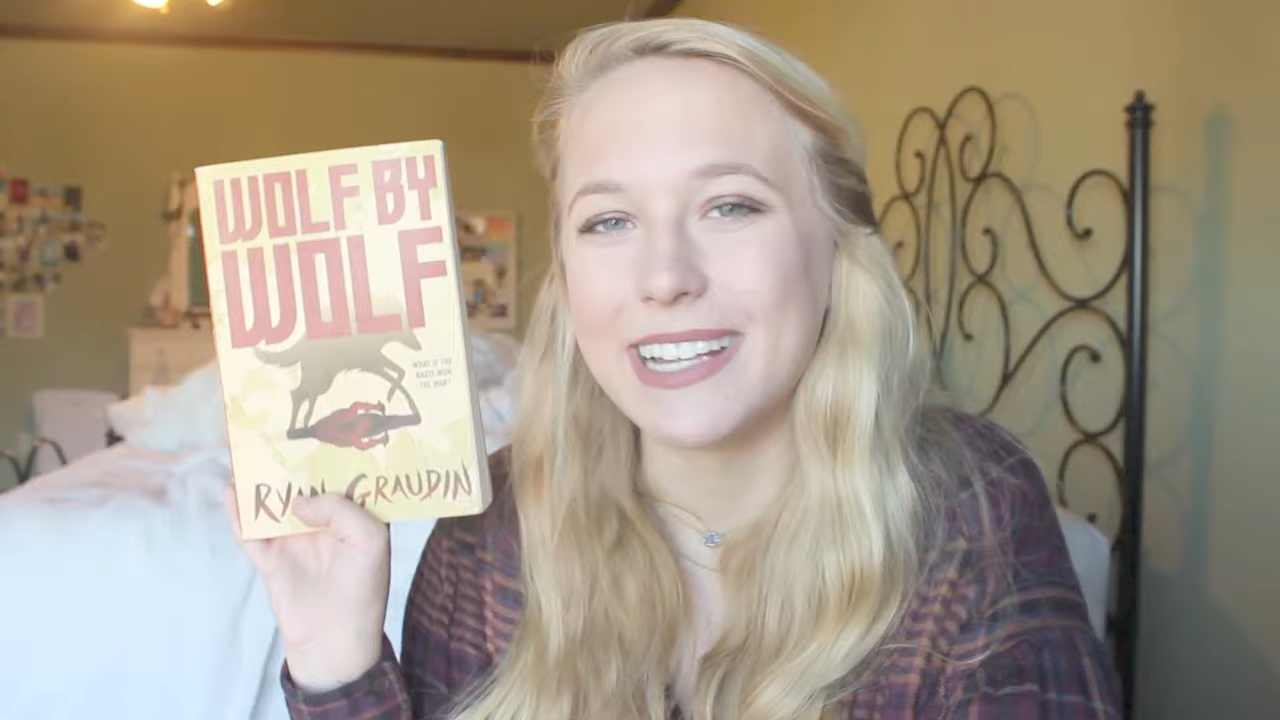 WOLF BY
WOLF
WHAT IF THE
NAZIS WON
THE WAR?
RYAN GRAUDIN